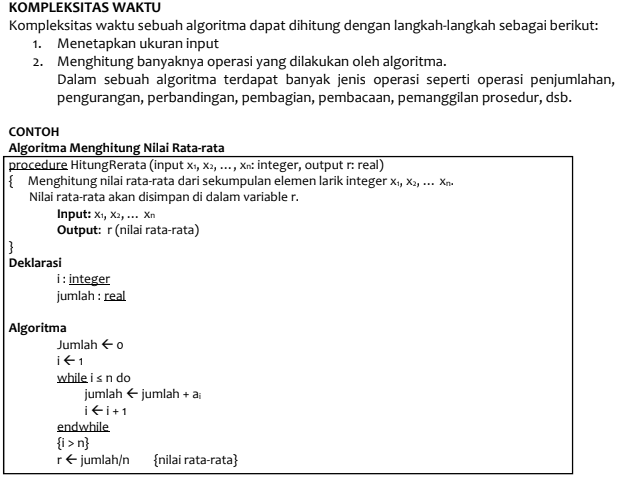 KOMPLEKSITAS WAKTU
Kompleksitas waktu sebuah algoritma dapat dihitung dengan langkah-langkah sebagai berikut:
1. Menetapkan ukuran input
2. Menghitung banyaknya operasi yang dilakukan oleh algoritma.
Dalam sebuah algoritma terdapat banyak jenis operasi seperti operasi penjumlahan,
pengurangan, perbandingan, pembagian, pembacaan, pemanggilan prosedur, dsb.
CONTOH
Algoritma Menghitung Nilai Rata-rata
procedure HitungRerata (input x₁, x₂, ... , xₙ: integer, output r: real)
{ Menghitung nilai rata-rata dari sekumpulan elemen larik integer x₁, x₂, ... xₙ.
Nilai rata-rata akan disimpan di dalam variable r.
Input: x₁, x₂, ... xₙ
Output: r (nilai rata-rata)
}
Deklarasi
i : integer
jumlah : real
Algoritma
Jumlah ← 0
i ← 1
while i ≤ n do
jumlah ← jumlah + aᵢ
i ← i + 1
endwhile
{i > n}
r ← jumlah/n {nilai rata-rata}